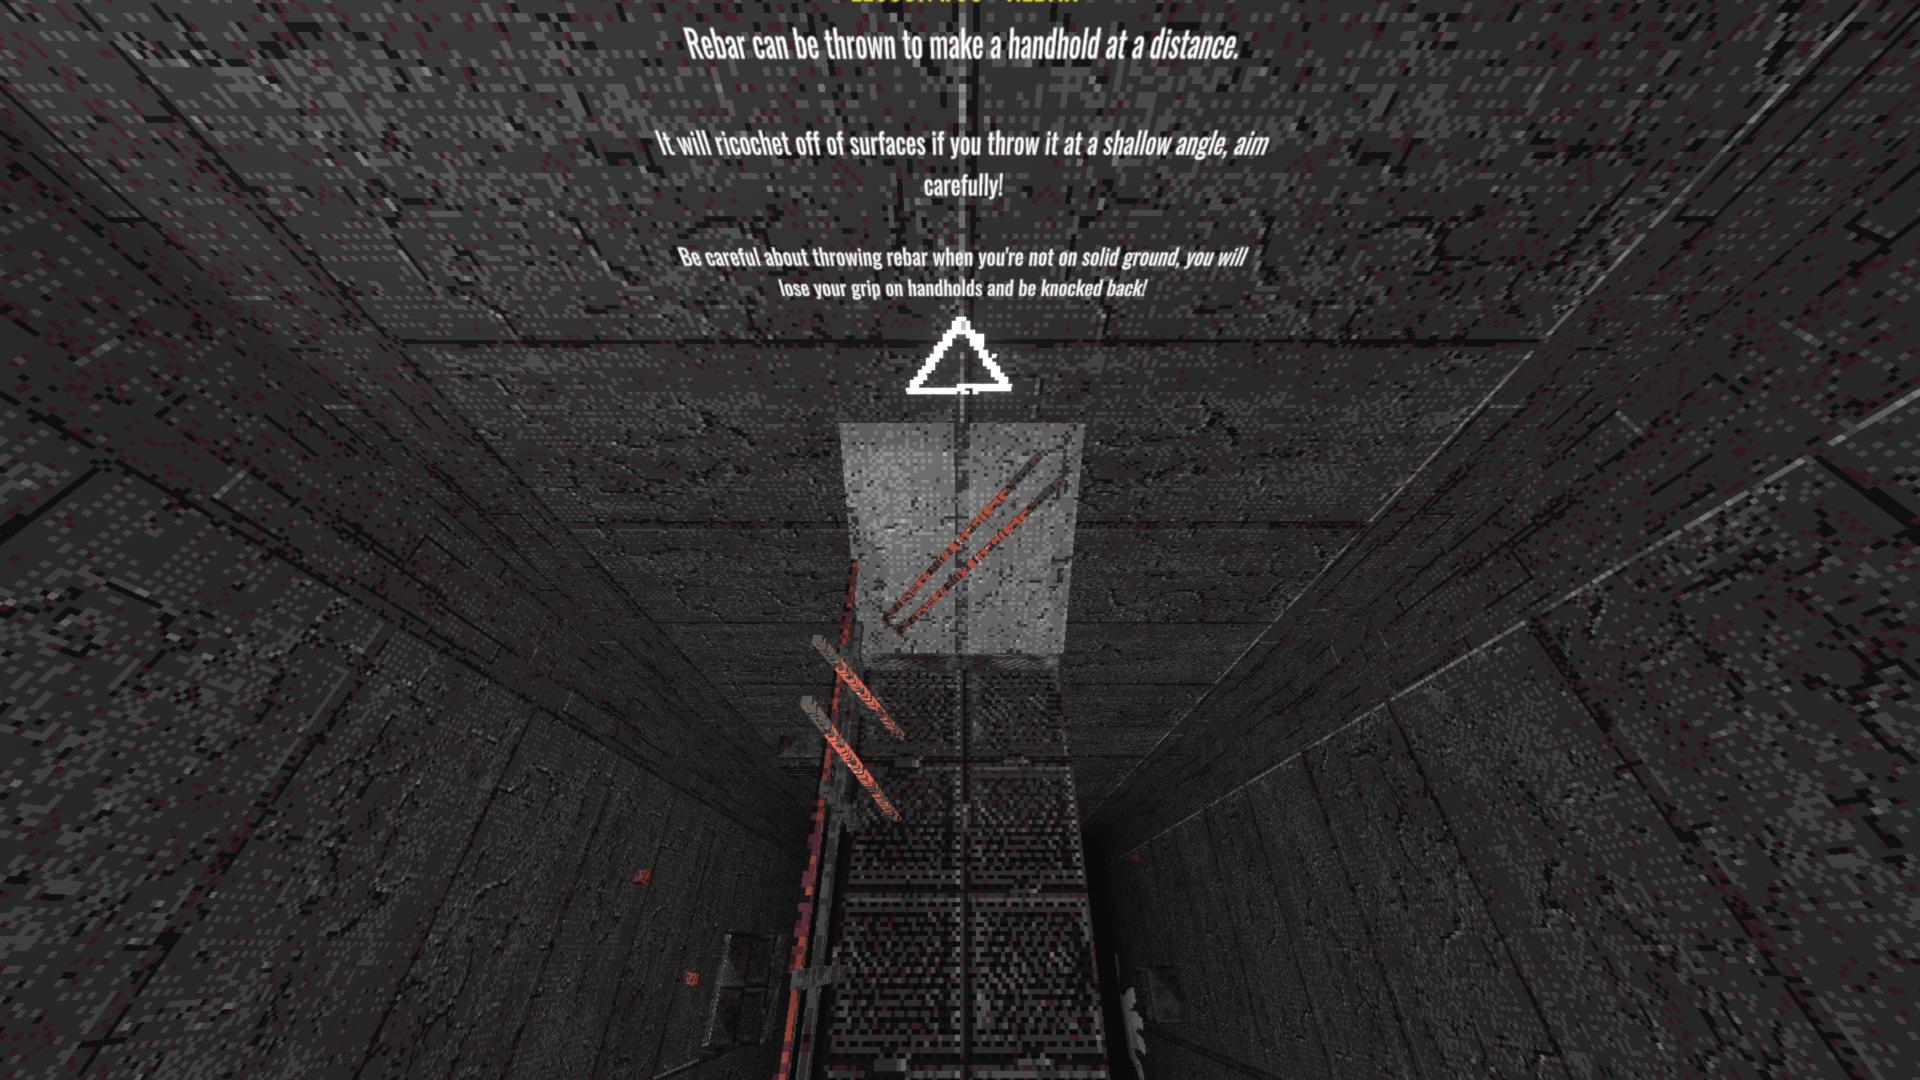 Rebar can be thrown to make a handhold at a distance.
It will ricochet off of surfaces if you throw it at a shallow angle, aim
carefully!
Be careful about throwing rebar when you're not on solid ground, you will
lose your grip on handholds and be knocked back!